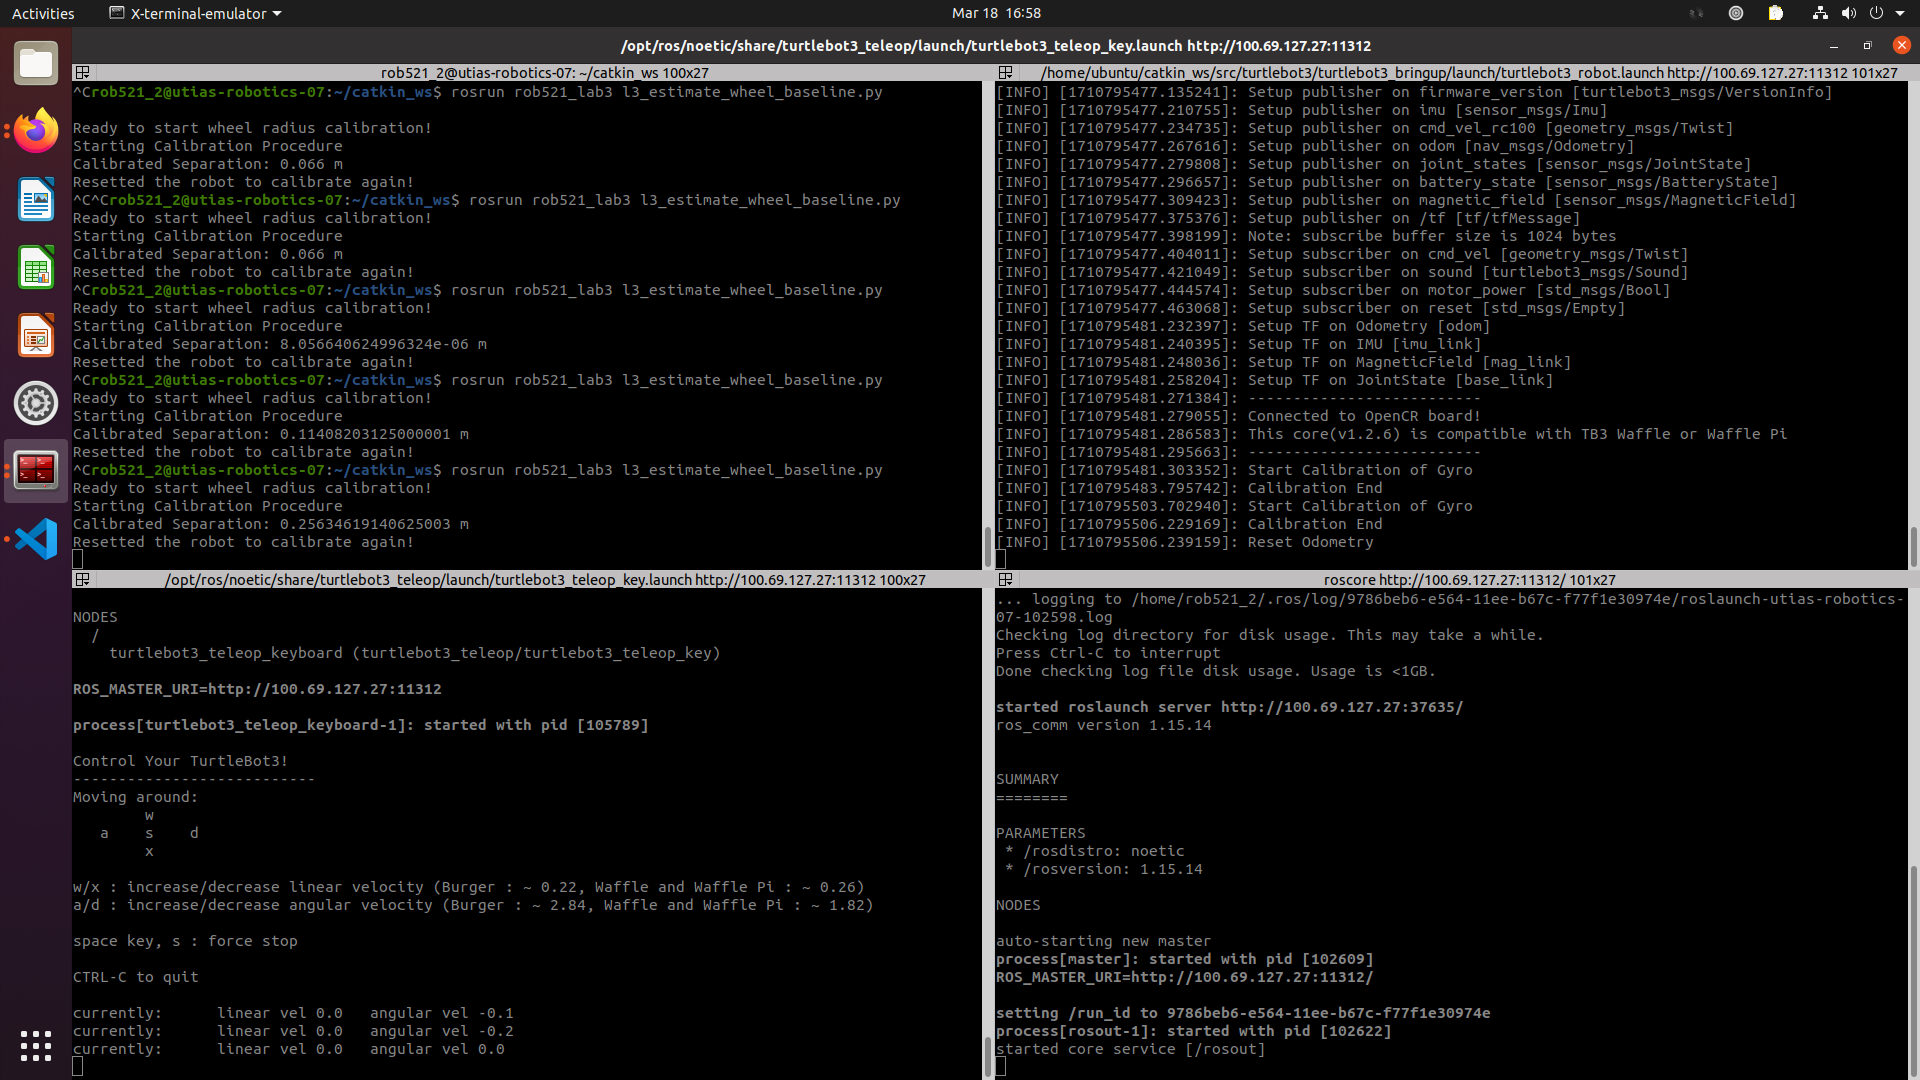 Activities
X-terminal-emulator
Mar 18 16:58
/opt/ros/noetic/share/turtlebot3_teleop/launch/turtlebot3_teleop_key.launch http://100.69.127.27:11312
rob521_2@utias-robotics-07: ~/catkin_ws 100x27
^Crob521_2@utias-robotics-07:~/catkin_ws$ rosrun rob521_lab3 l3_estimate_wheel_baseline.py
Ready to start wheel radius calibration!
Starting Calibration Procedure
Calibrated Separation: 0.066 m
Resetted the robot to calibrate again!
^C^Crob521_2@utias-robotics-07:~/catkin_ws$ rosrun rob521_lab3 l3_estimate_wheel_baseline.py
Ready to start wheel radius calibration!
Starting Calibration Procedure
Calibrated Separation: 0.066 m
Resetted the robot to calibrate again!
^Crob521_2@utias-robotics-07:~/catkin_ws$ rosrun rob521_lab3 l3_estimate_wheel_baseline.py
Ready to start wheel radius calibration!
Starting Calibration Procedure
Calibrated Separation: 8.056640624996324e-06 m
Resetted the robot to calibrate again!
^Crob521_2@utias-robotics-07:~/catkin_ws$ rosrun rob521_lab3 l3_estimate_wheel_baseline.py
Ready to start wheel radius calibration!
Starting Calibration Procedure
Calibrated Separation: 0.11408203125000001 m
Resetted the robot to calibrate again!
^Crob521_2@utias-robotics-07:~/catkin_ws$ rosrun rob521_lab3 l3_estimate_wheel_baseline.py
Ready to start wheel radius calibration!
Starting Calibration Procedure
Calibrated Separation: 0.25634619140625003 m
Resetted the robot to calibrate again!
/home/ubuntu/catkin_ws/src/turtlebot3/turtlebot3_bringup/launch/turtlebot3_robot.launch http://100.69.127.27:11312 101x27
[INFO] [1710795477.135241]: Setup publisher on firmware_version [turtlebot3_msgs/VersionInfo]
[INFO] [1710795477.210755]: Setup publisher on imu [sensor_msgs/Imu]
[INFO] [1710795477.234735]: Setup publisher on cmd_vel_rc100 [geometry_msgs/Twist]
[INFO] [1710795477.267616]: Setup publisher on odom [nav_msgs/Odometry]
[INFO] [1710795477.279808]: Setup publisher on joint_states [sensor_msgs/JointState]
[INFO] [1710795477.296657]: Setup publisher on battery_state [sensor_msgs/BatteryState]
[INFO] [1710795477.309423]: Setup publisher on magnetic_field [sensor_msgs/MagneticField]
[INFO] [1710795477.375376]: Setup publisher on /tf [tf/tfMessage]
[INFO] [1710795477.398199]: Note: subscribe buffer size is 1024 bytes
[INFO] [1710795477.404011]: Setup subscriber on cmd_vel [geometry_msgs/Twist]
[INFO] [1710795477.421049]: Setup subscriber on sound [turtlebot3_msgs/Sound]
[INFO] [1710795477.444574]: Setup subscriber on motor_power [std_msgs/Bool]
[INFO] [1710795477.463068]: Setup subscriber on reset [std_msgs/Empty]
[INFO] [1710795481.232397]: Setup TF on Odometry [odom]
[INFO] [1710795481.240395]: Setup TF on IMU [imu_link]
[INFO] [1710795481.248036]: Setup TF on MagneticField [mag_link]
[INFO] [1710795481.258204]: Setup TF on JointState [base_link]
[INFO] [1710795481.271384]: --------------------------
[INFO] [1710795481.279055]: Connected to OpenCR board!
[INFO] [1710795481.286583]: This core(v1.2.6) is compatible with TB3 Waffle or Waffle Pi
[INFO] [1710795481.295663]: --------------------------
[INFO] [1710795481.303352]: Start Calibration of Gyro
[INFO] [1710795483.795742]: Calibration End
[INFO] [1710795503.702940]: Start Calibration of Gyro
[INFO] [1710795506.229169]: Calibration End
[INFO] [1710795506.239159]: Reset Odometry
/opt/ros/noetic/share/turtlebot3_teleop/launch/turtlebot3_teleop_key.launch http://100.69.127.27:11312 100x27
NODES
/
turtlebot3_teleop_keyboard (turtlebot3_teleop/turtlebot3_teleop_key)
ROS_MASTER_URI=http://100.69.127.27:11312
process[turtlebot3_teleop_keyboard-1]: started with pid [105789]
Control Your TurtleBot3!
---------------------------
Moving around:
w
a s d
x
w/x : increase/decrease linear velocity (Burger : ~ 0.22, Waffle and Waffle Pi : ~ 0.26)
a/d : increase/decrease angular velocity (Burger : ~ 2.84, Waffle and Waffle Pi : ~ 1.82)
space key, s : force stop
CTRL-C to quit
currently: linear vel 0.0 angular vel -0.1
currently: linear vel 0.0 angular vel -0.2
currently: linear vel 0.0 angular vel 0.0
roscore http://100.69.127.27:11312/ 101x27
... logging to /home/rob521_2/.ros/log/9786beb6-e564-11ee-b67c-f77f1e30974e/roslaunch-utias-robotics-
07-102598.log
Checking log directory for disk usage. This may take a while.
Press Ctrl-C to interrupt
Done checking log file disk usage. Usage is <1GB.
started roslaunch server http://100.69.127.27:37635/
ros_comm version 1.15.14
SUMMARY
========
PARAMETERS
* /rosdistro: noetic
* /rosversion: 1.15.14
NODES
auto-starting new master
process[master]: started with pid [102609]
ROS_MASTER_URI=http://100.69.127.27:11312/
setting /run_id to 9786beb6-e564-11ee-b67c-f77f1e30974e
process[rosout-1]: started with pid [102622]
started core service [/rosout]